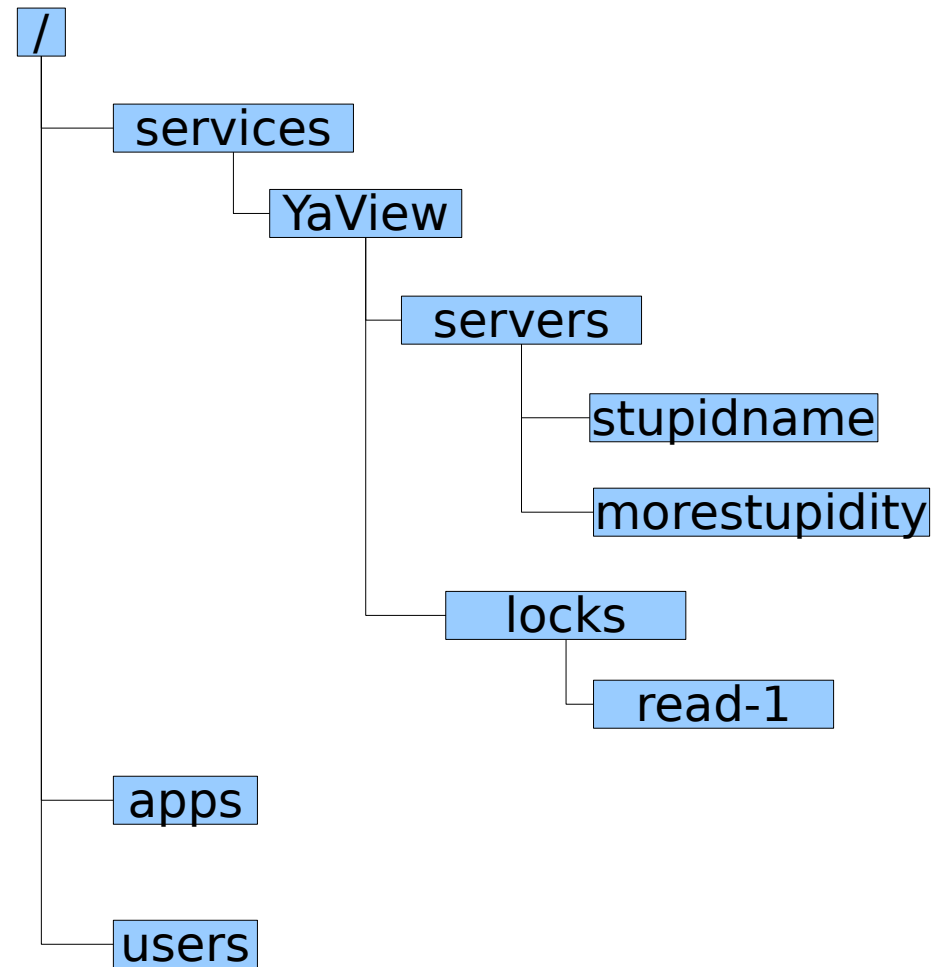 /
services
YaView
servers
stupidname
morestupidity
locks
read-1
apps
users